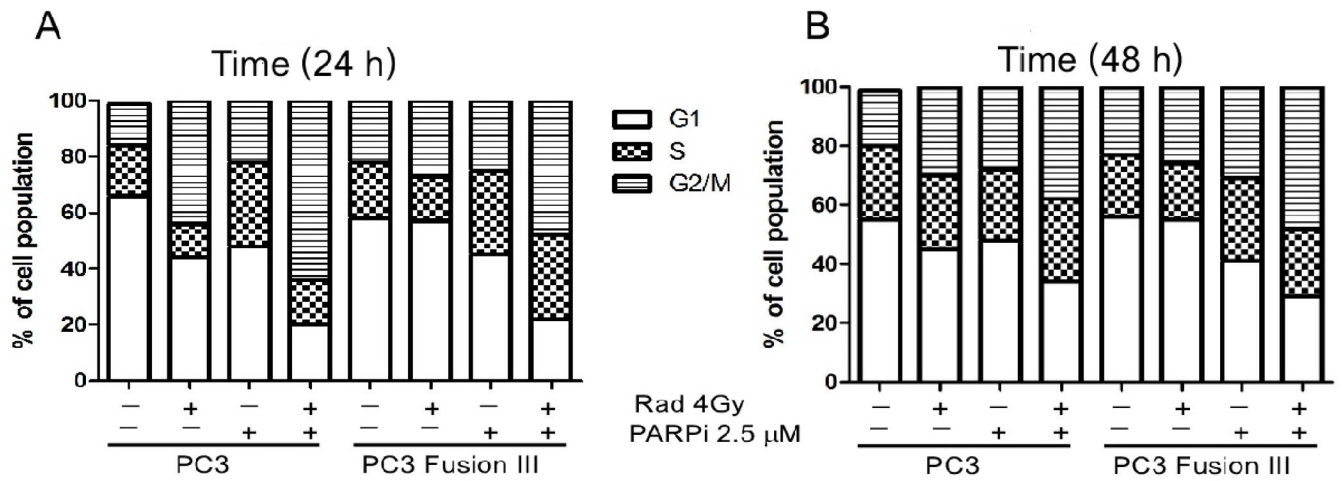 A
B
Time (24 h)
Time (48 h)
% of cell population
100
80
60
40
20
0
G1
S
G2/M
% of cell population
100
80
60
40
20
0
– + – + – + – +
Rad 4Gy
– + – + – + – +
– – + + – – + +
PARPi 2.5 µM
– – + + – – + +
PC3
PC3 Fusion III
PC3
PC3 Fusion III